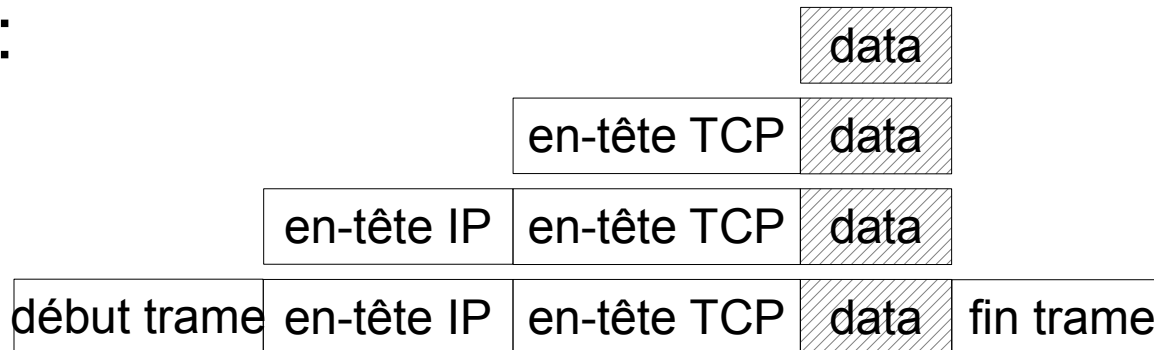 :
data
en-tête TCP data
en-tête IP en-tête TCP data
début trame en-tête IP en-tête TCP data fin trame